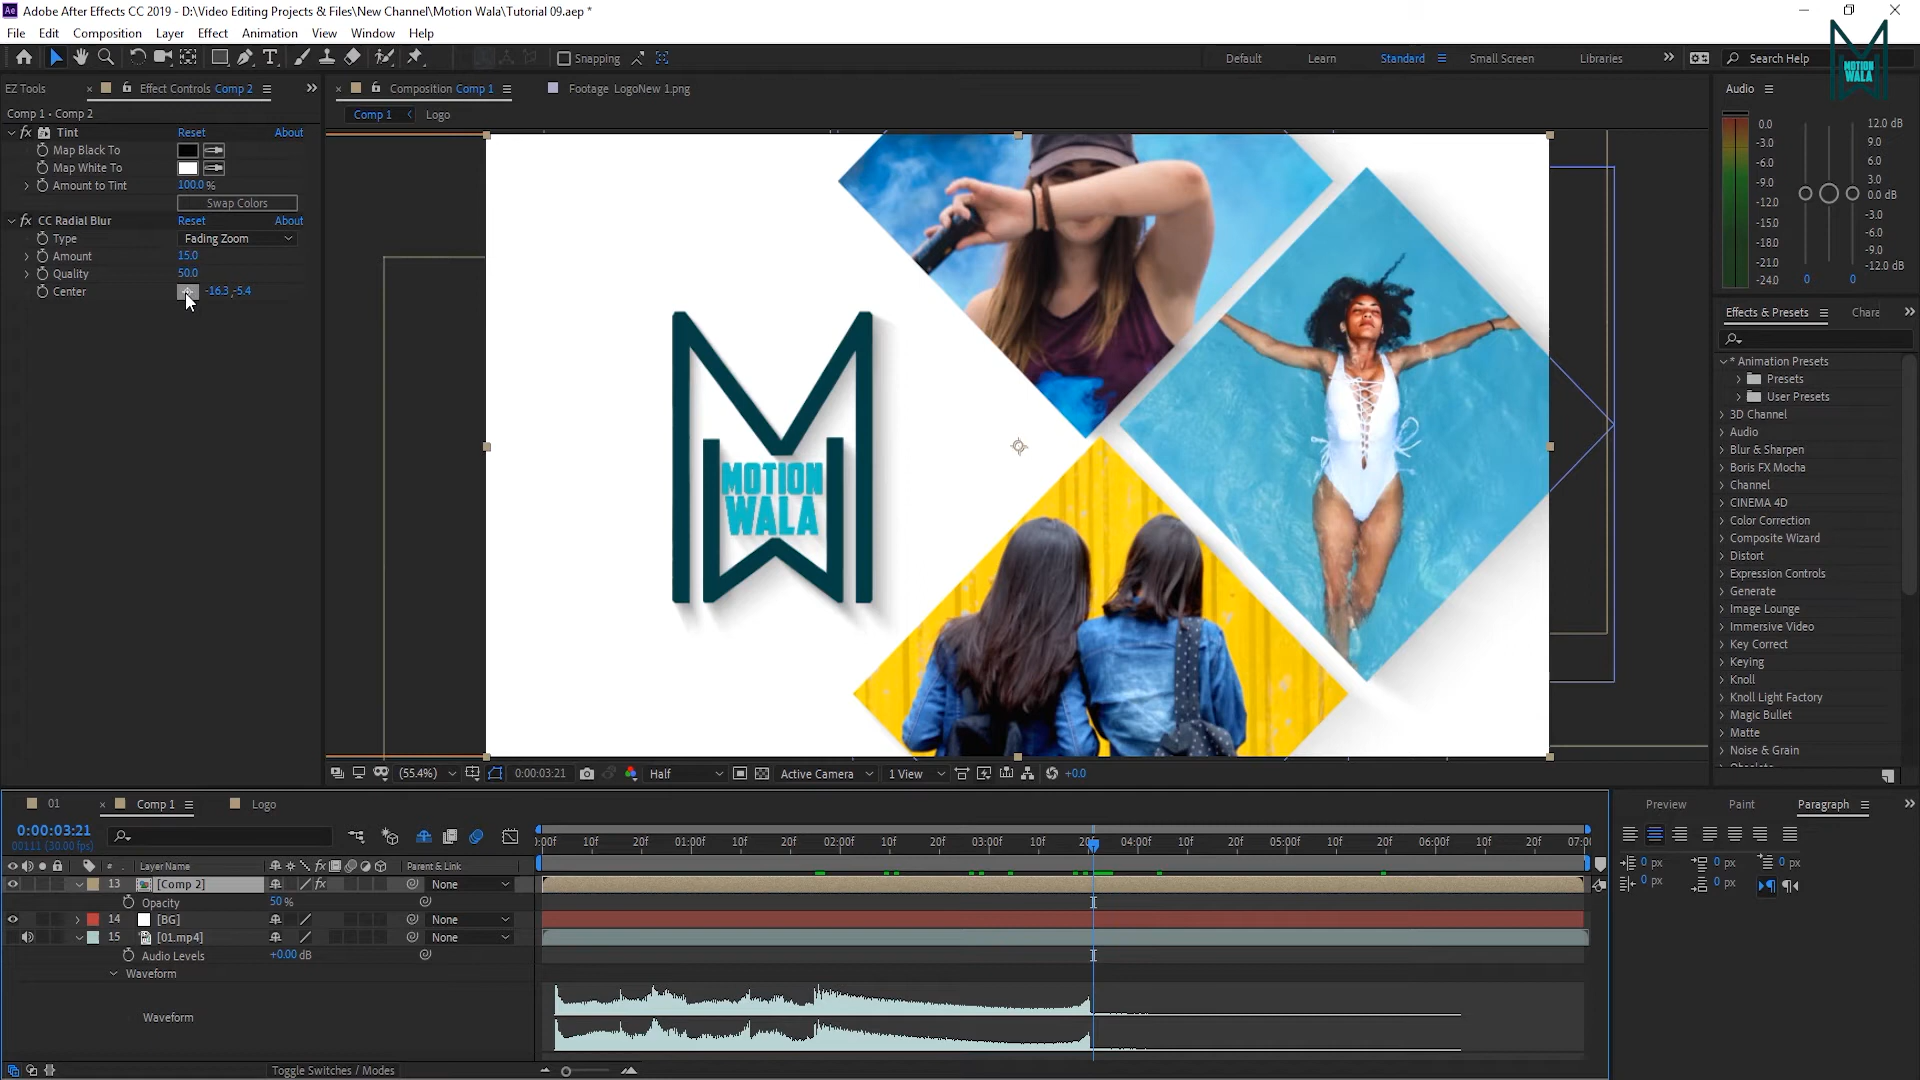 Ae Adobe After Effects CC 2019 - D:\Video Editing Projects & Files\New Channel\Motion Wala\Tutorial 09.aep *
File Edit Composition Layer Effect Animation View Window Help
Snapping Default Learn Standard Small Screen Libraries Search Help
MOTION
WALA
EZ Tools Effect Controls Comp 2 Composition Comp 1 Footage LogoNew 1.png Audio
Comp 1 • Comp 2 Comp 1 Logo
fx Tint Reset About
Map Black To
Map White To
Amount to Tint 100.0 %
Swap Colors
fx CC Radial Blur Reset About
Type Fading Zoom
Amount 15.0
Quality 50.0
Center -16.3 , -5.4
MOTION
WALA
0.0
-3.0
-6.0
-9.0
-12.0
-15.0
-18.0
-21.0
-24.0
12.0 dB
9.0
6.0
3.0
0.0 dB
-3.0
-6.0
-9.0
-12.0 dB
0 0
Effects & Presets Chara
* Animation Presets
Presets
User Presets
3D Channel
Audio
Blur & Sharpen
Boris FX Mocha
Channel
CINEMA 4D
Color Correction
Composite Wizard
Distort
Expression Controls
Generate
Image Lounge
Immersive Video
Key Correct
Keying
Knoll
Knoll Light Factory
Magic Bullet
Matte
Noise & Grain
(55.4%) 0:00:03:21 Half Active Camera 1 View +0.0
01 Comp 1 Logo Preview Paint Paragraph
0:00:03:21
00111 (30.00 fps)
:00f 10f 20f 01:00f 10f 20f 02:00f 10f 20f 03:00f 10f 20f 04:00f 10f 20f 05:00f 10f 20f 06:00f 10f 20f 07:0
# Layer Name Parent & Link
13 [Comp 2] fx None
Opacity 50 %
14 [BG] None
15 [01.mp4] None
Audio Levels +0.00 dB
Waveform
Waveform
0 px 0 px 0 px
0 px 0 px
Toggle Switches / Modes